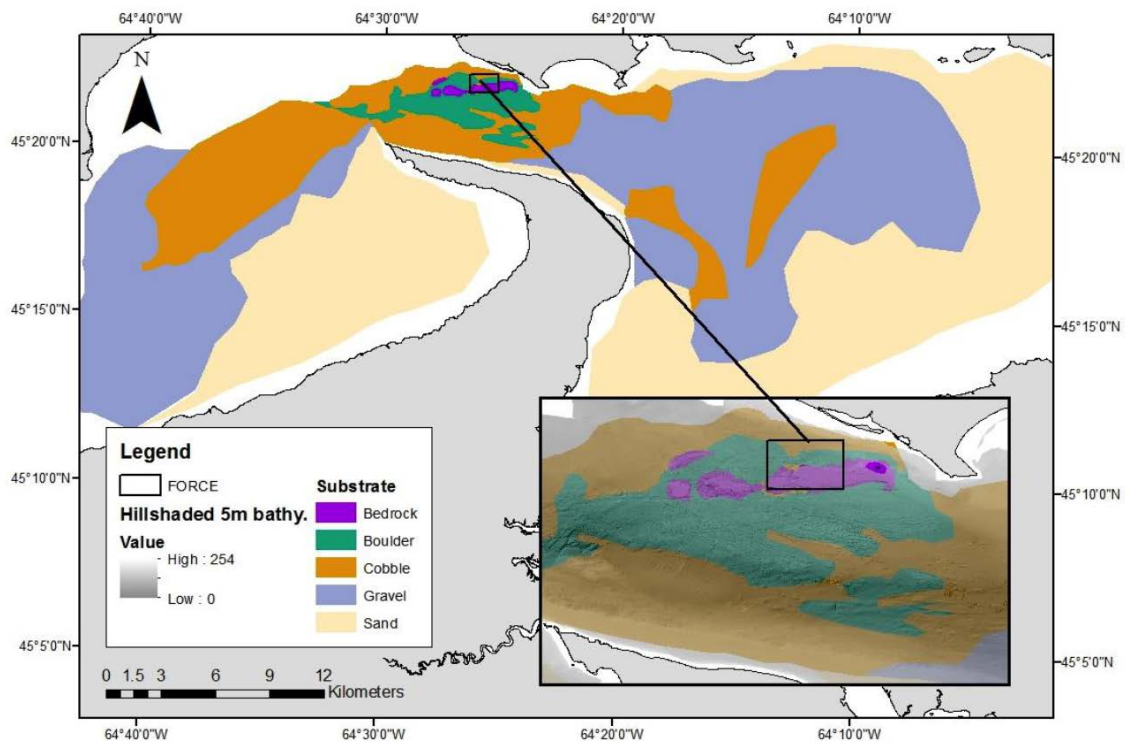 64°40'0"W 64°30'0"W 64°20'0"W 64°10'0"W
N
45°20'0"N 45°20'0"N
45°15'0"N 45°15'0"N
45°10'0"N 45°10'0"N
45°5'0"N 45°5'0"N
Legend
FORCE
Hillshaded 5m bathy.
Value
High : 254
Low : 0
Substrate
Bedrock
Boulder
Cobble
Gravel
Sand
0 1.5 3 6 9 12
Kilometers
64°40'0"W 64°30'0"W 64°20'0"W 64°10'0"W